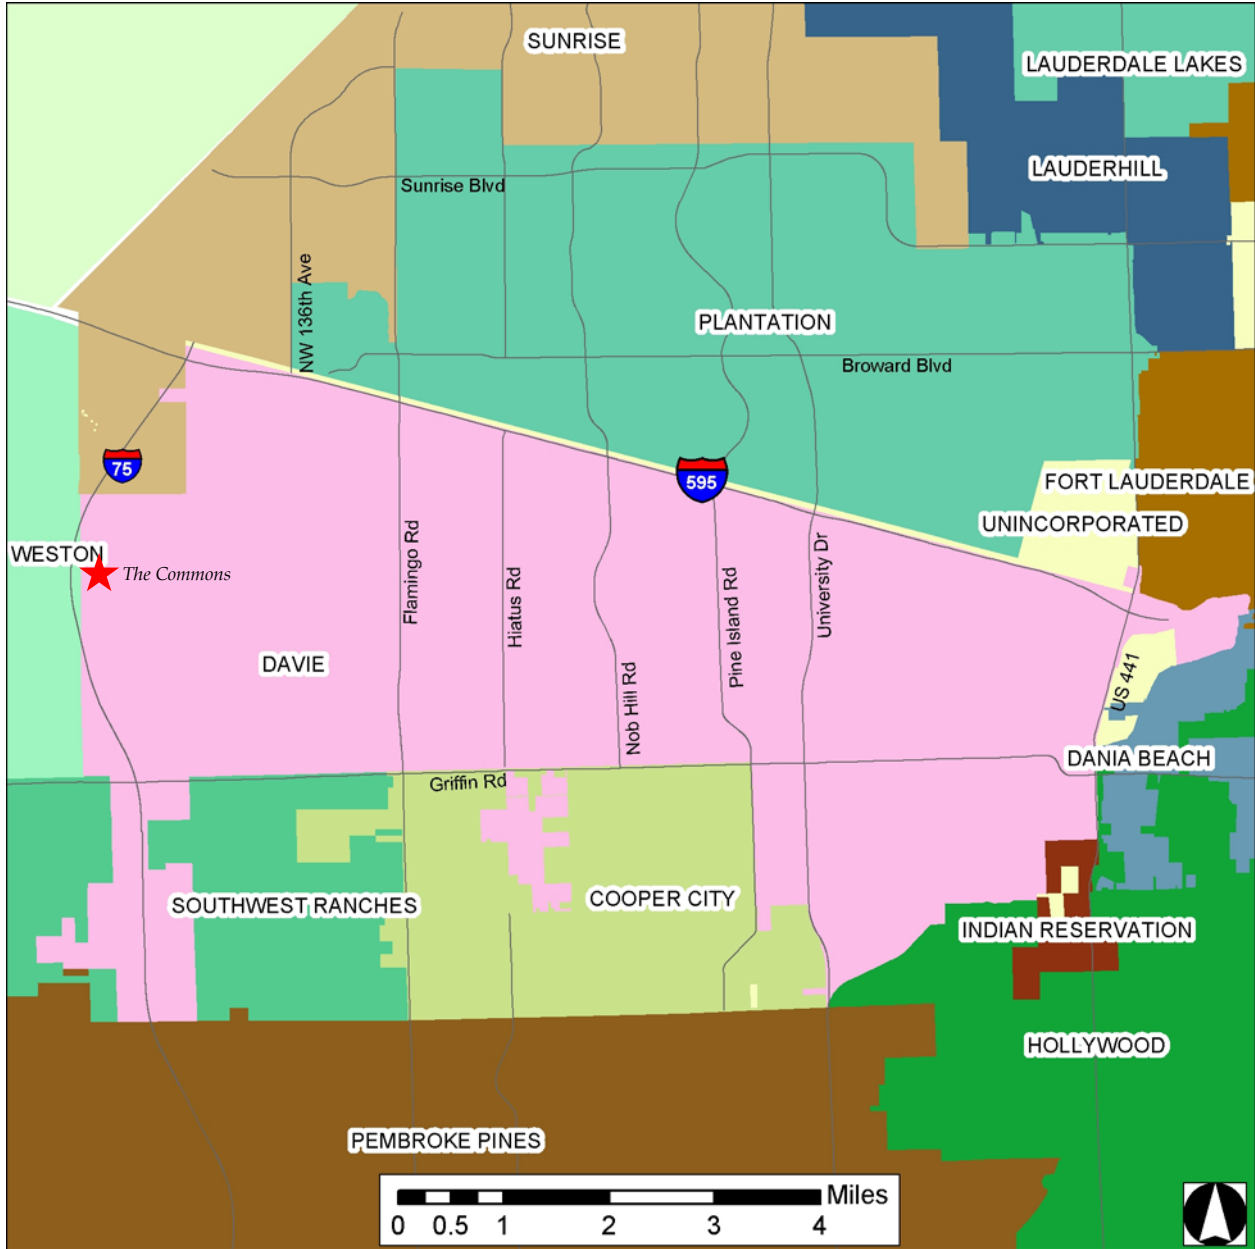 SUNRISE
LAUDERDALE LAKES
LAUDERHILL
Sunrise Blvd
NW 136th Ave
PLANTATION
Broward Blvd
75
595
FORT LAUDERDALE
UNINCORPORATED
WESTON
The Commons
Flamingo Rd
Hiatus Rd
Nob Hill Rd
Pine Island Rd
University Dr
US 441
DAVIE
DANIA BEACH
Griffin Rd
SOUTHWEST RANCHES
COOPER CITY
INDIAN RESERVATION
HOLLYWOOD
PEMBROKE PINES
Miles
0 0.5 1 2 3 4